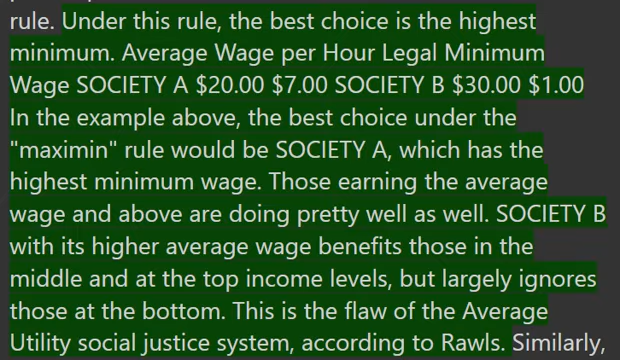 rule. Under this rule, the best choice is the highest
minimum. Average Wage per Hour Legal Minimum
Wage SOCIETY A $20.00 $7.00 SOCIETY B $30.00 $1.00
In the example above, the best choice under the
"maximin" rule would be SOCIETY A, which has the
highest minimum wage. Those earning the average
wage and above are doing pretty well as well. SOCIETY B
with its higher average wage benefits those in the
middle and at the top income levels, but largely ignores
those at the bottom. This is the flaw of the Average
Utility social justice system, according to Rawls. Similarly,